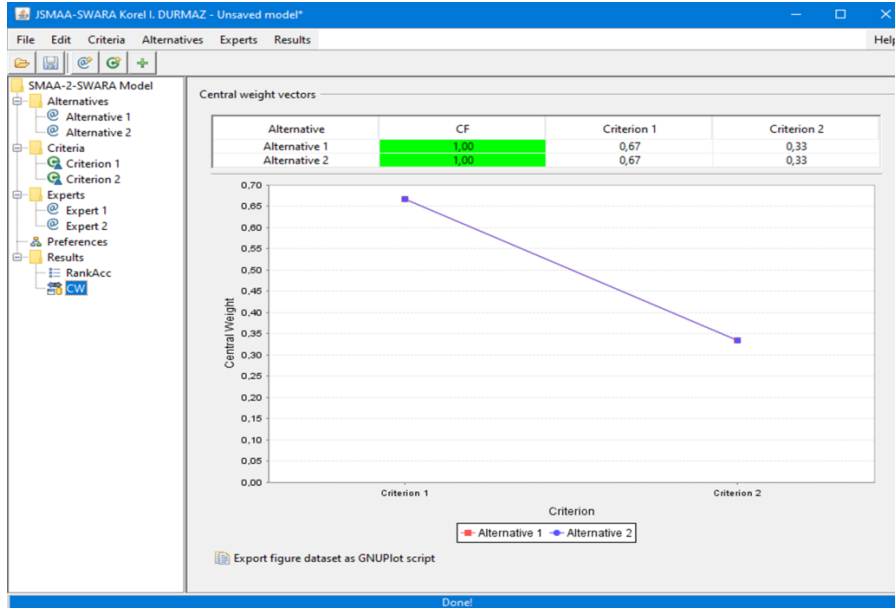 JSMAA-SWARA Korel I. DURMAZ - Unsaved model*
File Edit Criteria Alternatives Experts Results Help
SMAA-2-SWARA Model
Alternatives
Alternative 1
Alternative 2
Criteria
Criterion 1
Criterion 2
Experts
Expert 1
Expert 2
Preferences
Results
RankAcc
CW
Central weight vectors
Alternative CF Criterion 1 Criterion 2
Alternative 1 1,00 0,67 0,33
Alternative 2 1,00 0,67 0,33
0,70
0,65
0,60
0,55
0,50
0,45
0,40
0,35
0,30
0,25
0,20
0,15
0,10
0,05
0,00
Central Weight
Criterion 1 Criterion 2
Criterion
Alternative 1 Alternative 2
Export figure dataset as GNUPlot script
Done!